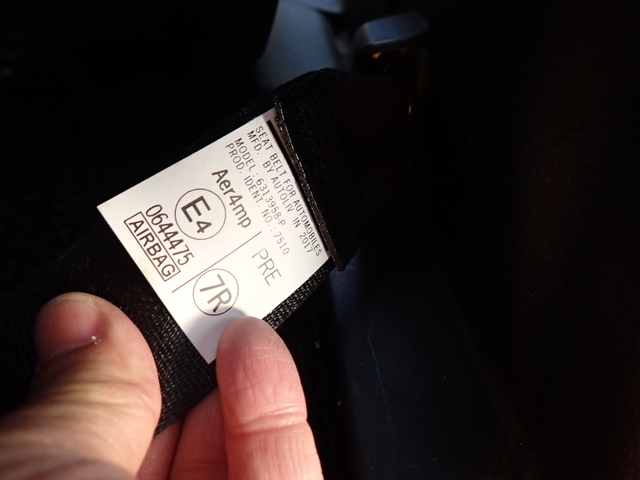 SEAT BELT FOR AUTOMOBILES
MFD. BY AUTOLIV IN 2017
MODEL: 6313958-P
PROD. IDENT. NO.: 7510
Aer4mp
PRE
E4
7R
0644475
AIRBAG